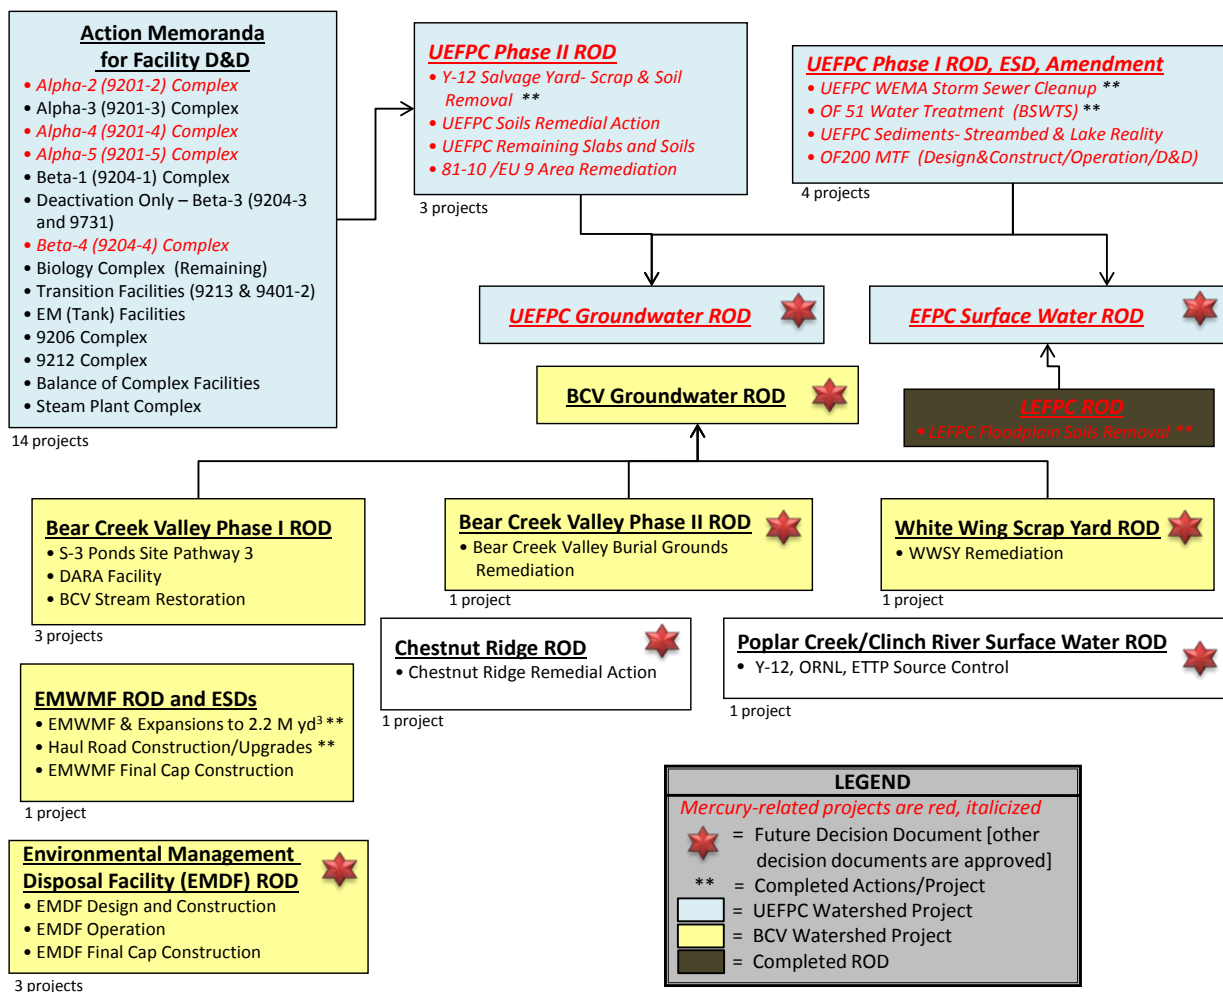 Action Memoranda
for Facility D&D
• Alpha-2 (9201-2) Complex
• Alpha-3 (9201-3) Complex
• Alpha-4 (9201-4) Complex
• Alpha-5 (9201-5) Complex
• Beta-1 (9204-1) Complex
• Deactivation Only – Beta-3 (9204-3
and 9731)
• Beta-4 (9204-4) Complex
• Biology Complex (Remaining)
• Transition Facilities (9213 & 9401-2)
• EM (Tank) Facilities
• 9206 Complex
• 9212 Complex
• Balance of Complex Facilities
• Steam Plant Complex
14 projects
UEFPC Phase II ROD
• Y-12 Salvage Yard- Scrap & Soil
Removal **
• UEFPC Soils Remedial Action
• UEFPC Remaining Slabs and Soils
• 81-10 /EU 9 Area Remediation
3 projects
UEFPC Phase I ROD, ESD, Amendment
• UEFPC WEMA Storm Sewer Cleanup **
• OF 51 Water Treatment (BSWTS) **
• UEFPC Sediments- Streambed & Lake Reality
• OF200 MTF (Design&Construct/Operation/D&D)
4 projects
UEFPC Groundwater ROD
EFPC Surface Water ROD
BCV Groundwater ROD
LEFPC ROD
• LEFPC Floodplain Soils Removal **
Bear Creek Valley Phase I ROD
• S-3 Ponds Site Pathway 3
• DARA Facility
• BCV Stream Restoration
3 projects
Bear Creek Valley Phase II ROD
• Bear Creek Valley Burial Grounds
Remediation
1 project
White Wing Scrap Yard ROD
• WWSY Remediation
1 project
Chestnut Ridge ROD
• Chestnut Ridge Remedial Action
1 project
Poplar Creek/Clinch River Surface Water ROD
• Y-12, ORNL, ETTP Source Control
1 project
EMWMF ROD and ESDs
• EMWMF & Expansions to 2.2 M yd³ **
• Haul Road Construction/Upgrades **
• EMWMF Final Cap Construction
1 project
Environmental Management
Disposal Facility (EMDF) ROD
• EMDF Design and Construction
• EMDF Operation
• EMDF Final Cap Construction
3 projects
LEGEND
Mercury-related projects are red, italicized
= Future Decision Document [other
decision documents are approved]
** = Completed Actions/Project
= UEFPC Watershed Project
= BCV Watershed Project
= Completed ROD